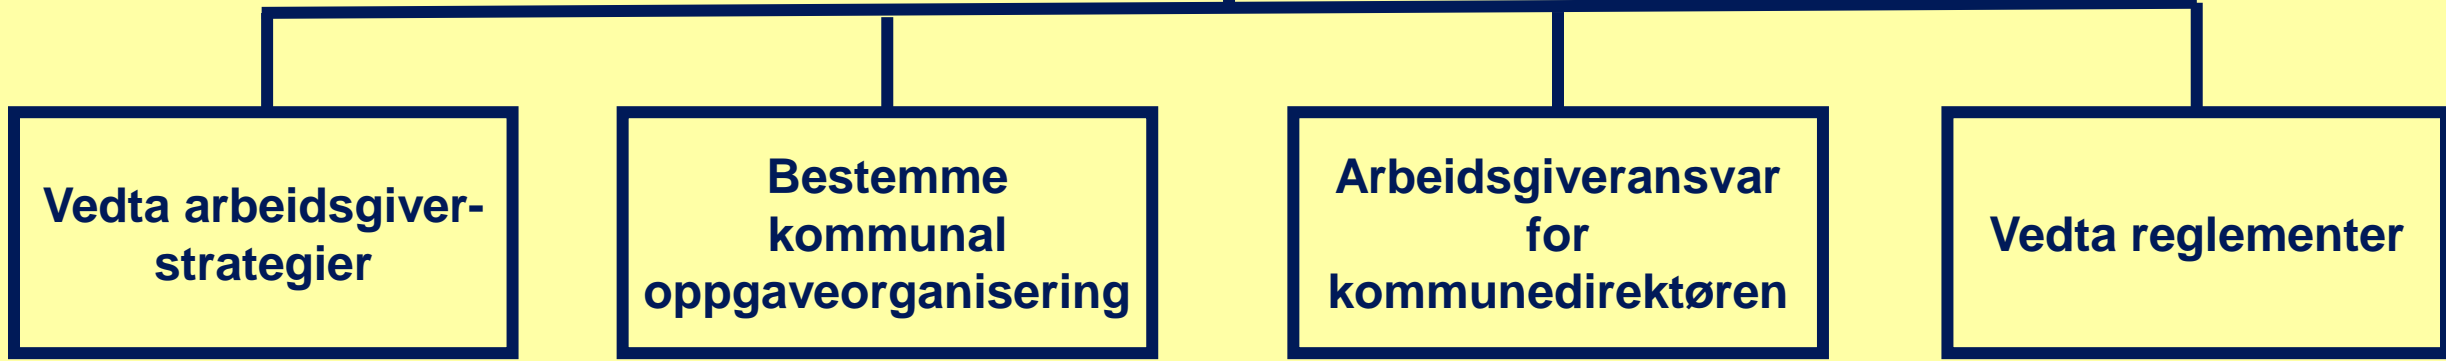 Vedta arbeidsgiver-
strategier
Bestemme
kommunal
oppgaveorganisering
Arbeidsgiveransvar
for
kommunedirektøren
Vedta reglementer